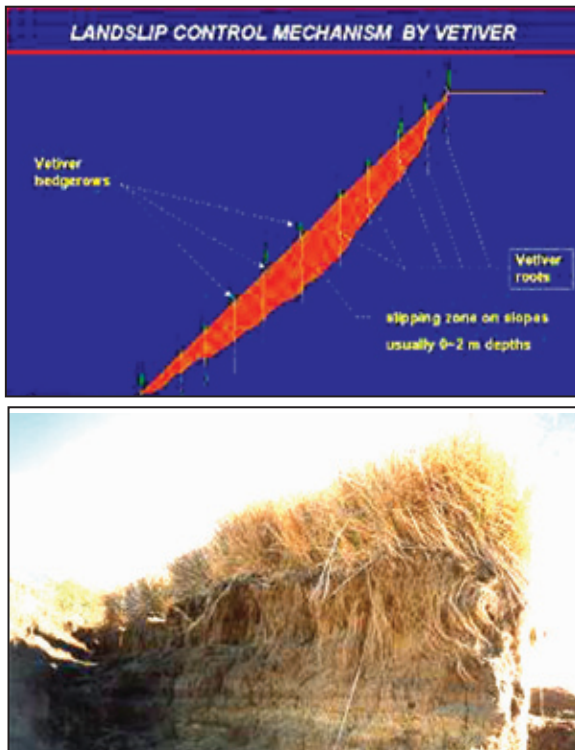 LANDSLIP CONTROL MECHANISM BY VETIVER
Vetiver
hedgerows
Vetiver
roots
slipping zone on slopes
usually 0~2 m depths